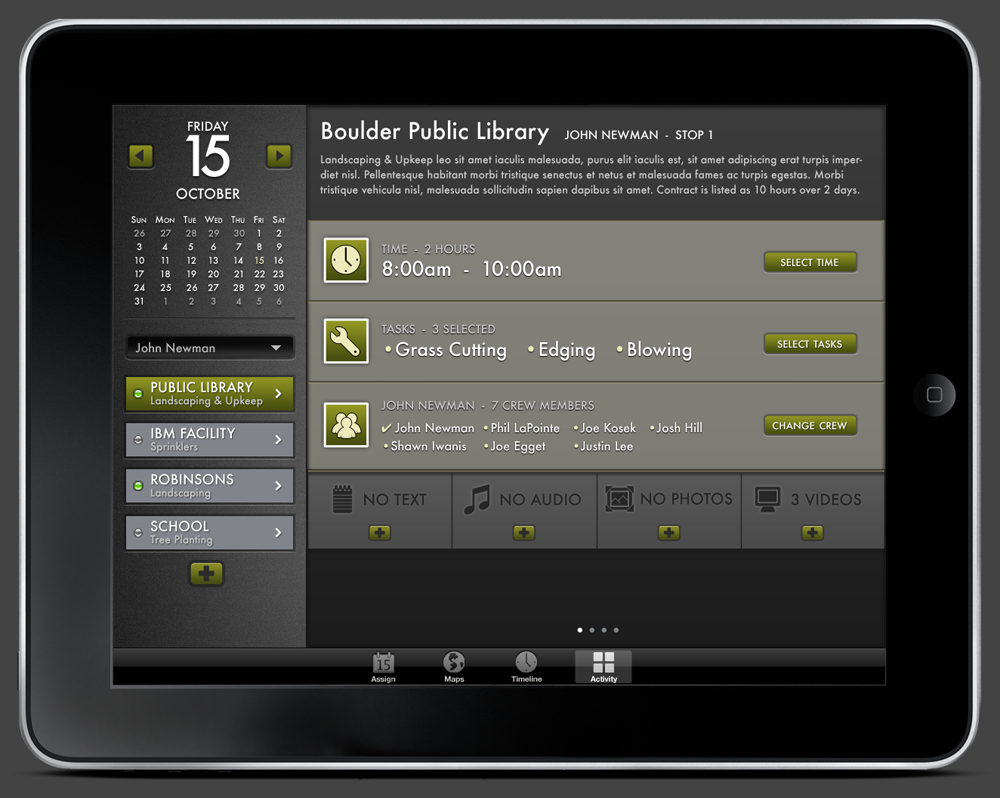 FRIDAY
15
OCTOBER
SUN MON TUE WED THU FRI SAT
26 27 28 29 30 1 2
3 4 5 6 7 8 9
10 11 12 13 14 15 16
17 18 19 20 21 22 23
24 25 26 27 28 29 30
31 1 2 3 4 5 6
John Newman
PUBLIC LIBRARY
Landscaping & Upkeep
IBM FACILITY
Sprinklers
ROBINSONS
Landscaping
SCHOOL
Tree Planting
Boulder Public Library JOHN NEWMAN - STOP 1
Landscaping & Upkeep leo sit amet iaculis malesuada, purus elit iaculis est, sit amet adipiscing erat turpis imper-
diet nisl. Pellentesque habitant morbi tristique senectus et netus et malesuada fames ac turpis egestas. Morbi
tristique vehicula nisl, malesuada sollicitudin sapien dapibus sit amet. Contract is listed as 10 hours over 2 days.
TIME - 2 HOURS
8:00am - 10:00am
SELECT TIME
TASKS - 3 SELECTED
• Grass Cutting • Edging • Blowing
SELECT TASKS
JOHN NEWMAN - 7 CREW MEMBERS
✓ John Newman • Phil LaPointe • Joe Kosek • Josh Hill
• Shawn Iwanis • Joe Egget • Justin Lee
CHANGE CREW
NO TEXT NO AUDIO NO PHOTOS 3 VIDEOS
15
Assign Maps Timeline Activity